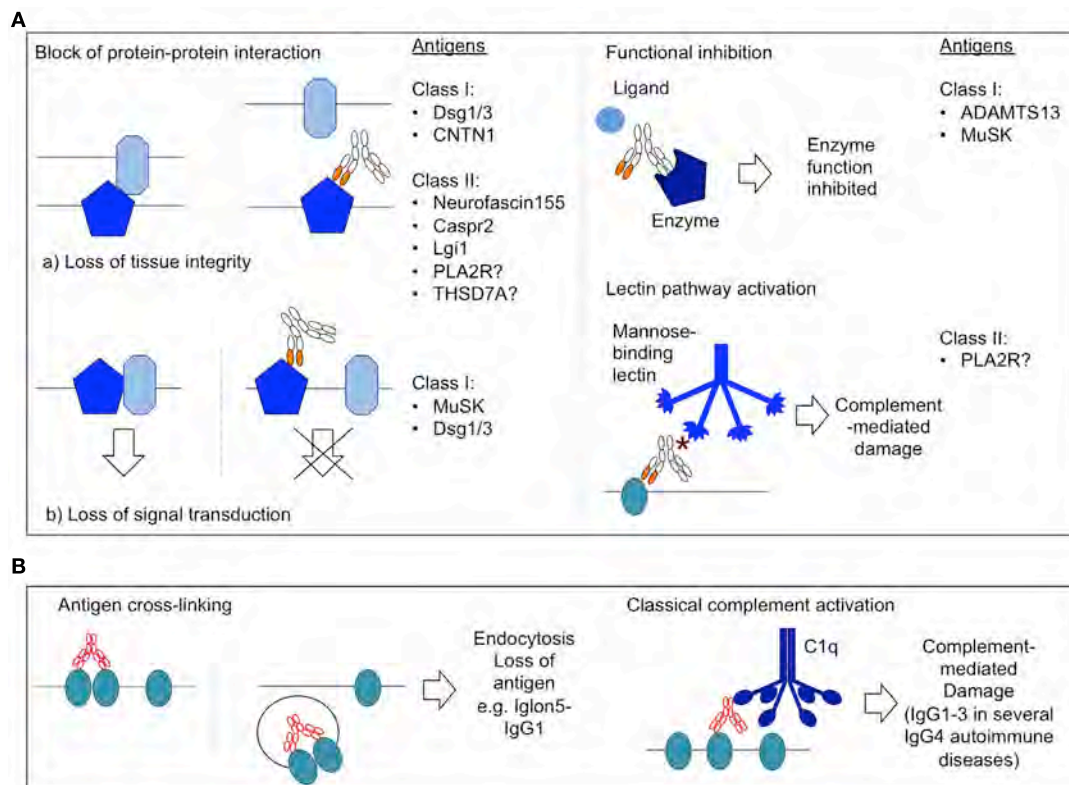 A
Block of protein-protein interaction
Antigens
Class I:
• Dsg1/3
• CNTN1
Class II:
• Neurofascin155
• Caspr2
• Lgi1
• PLA2R?
• THSD7A?
a) Loss of tissue integrity
Class I:
• MuSK
• Dsg1/3
b) Loss of signal transduction
Functional inhibition
Antigens
Ligand
Enzyme
Enzyme
function
inhibited
Class I:
• ADAMTS13
• MuSK
Lectin pathway activation
Mannose-
binding
lectin
*
Complement
-mediated
damage
Class II:
• PLA2R?
B
Antigen cross-linking
Endocytosis
Loss of
antigen
e.g. Iglon5-
IgG1
Classical complement activation
C1q
Complement-
mediated
Damage
(IgG1-3 in several
IgG4 autoimmune
diseases)